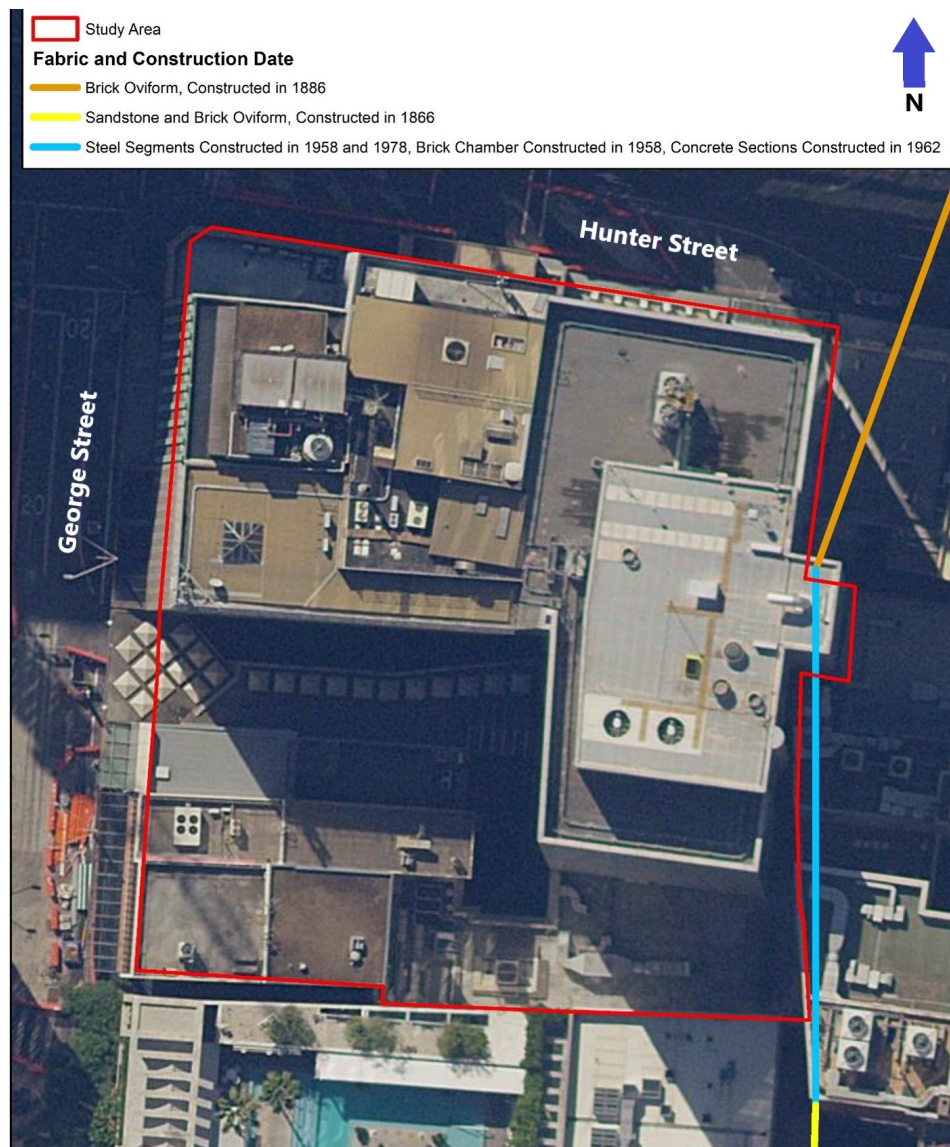 Study Area
Fabric and Construction Date
Brick Oviform, Constructed in 1886
Sandstone and Brick Oviform, Constructed in 1866
Steel Segments Constructed in 1958 and 1978, Brick Chamber Constructed in 1958, Concrete Sections Constructed in 1962
N
Hunter Street
George Street